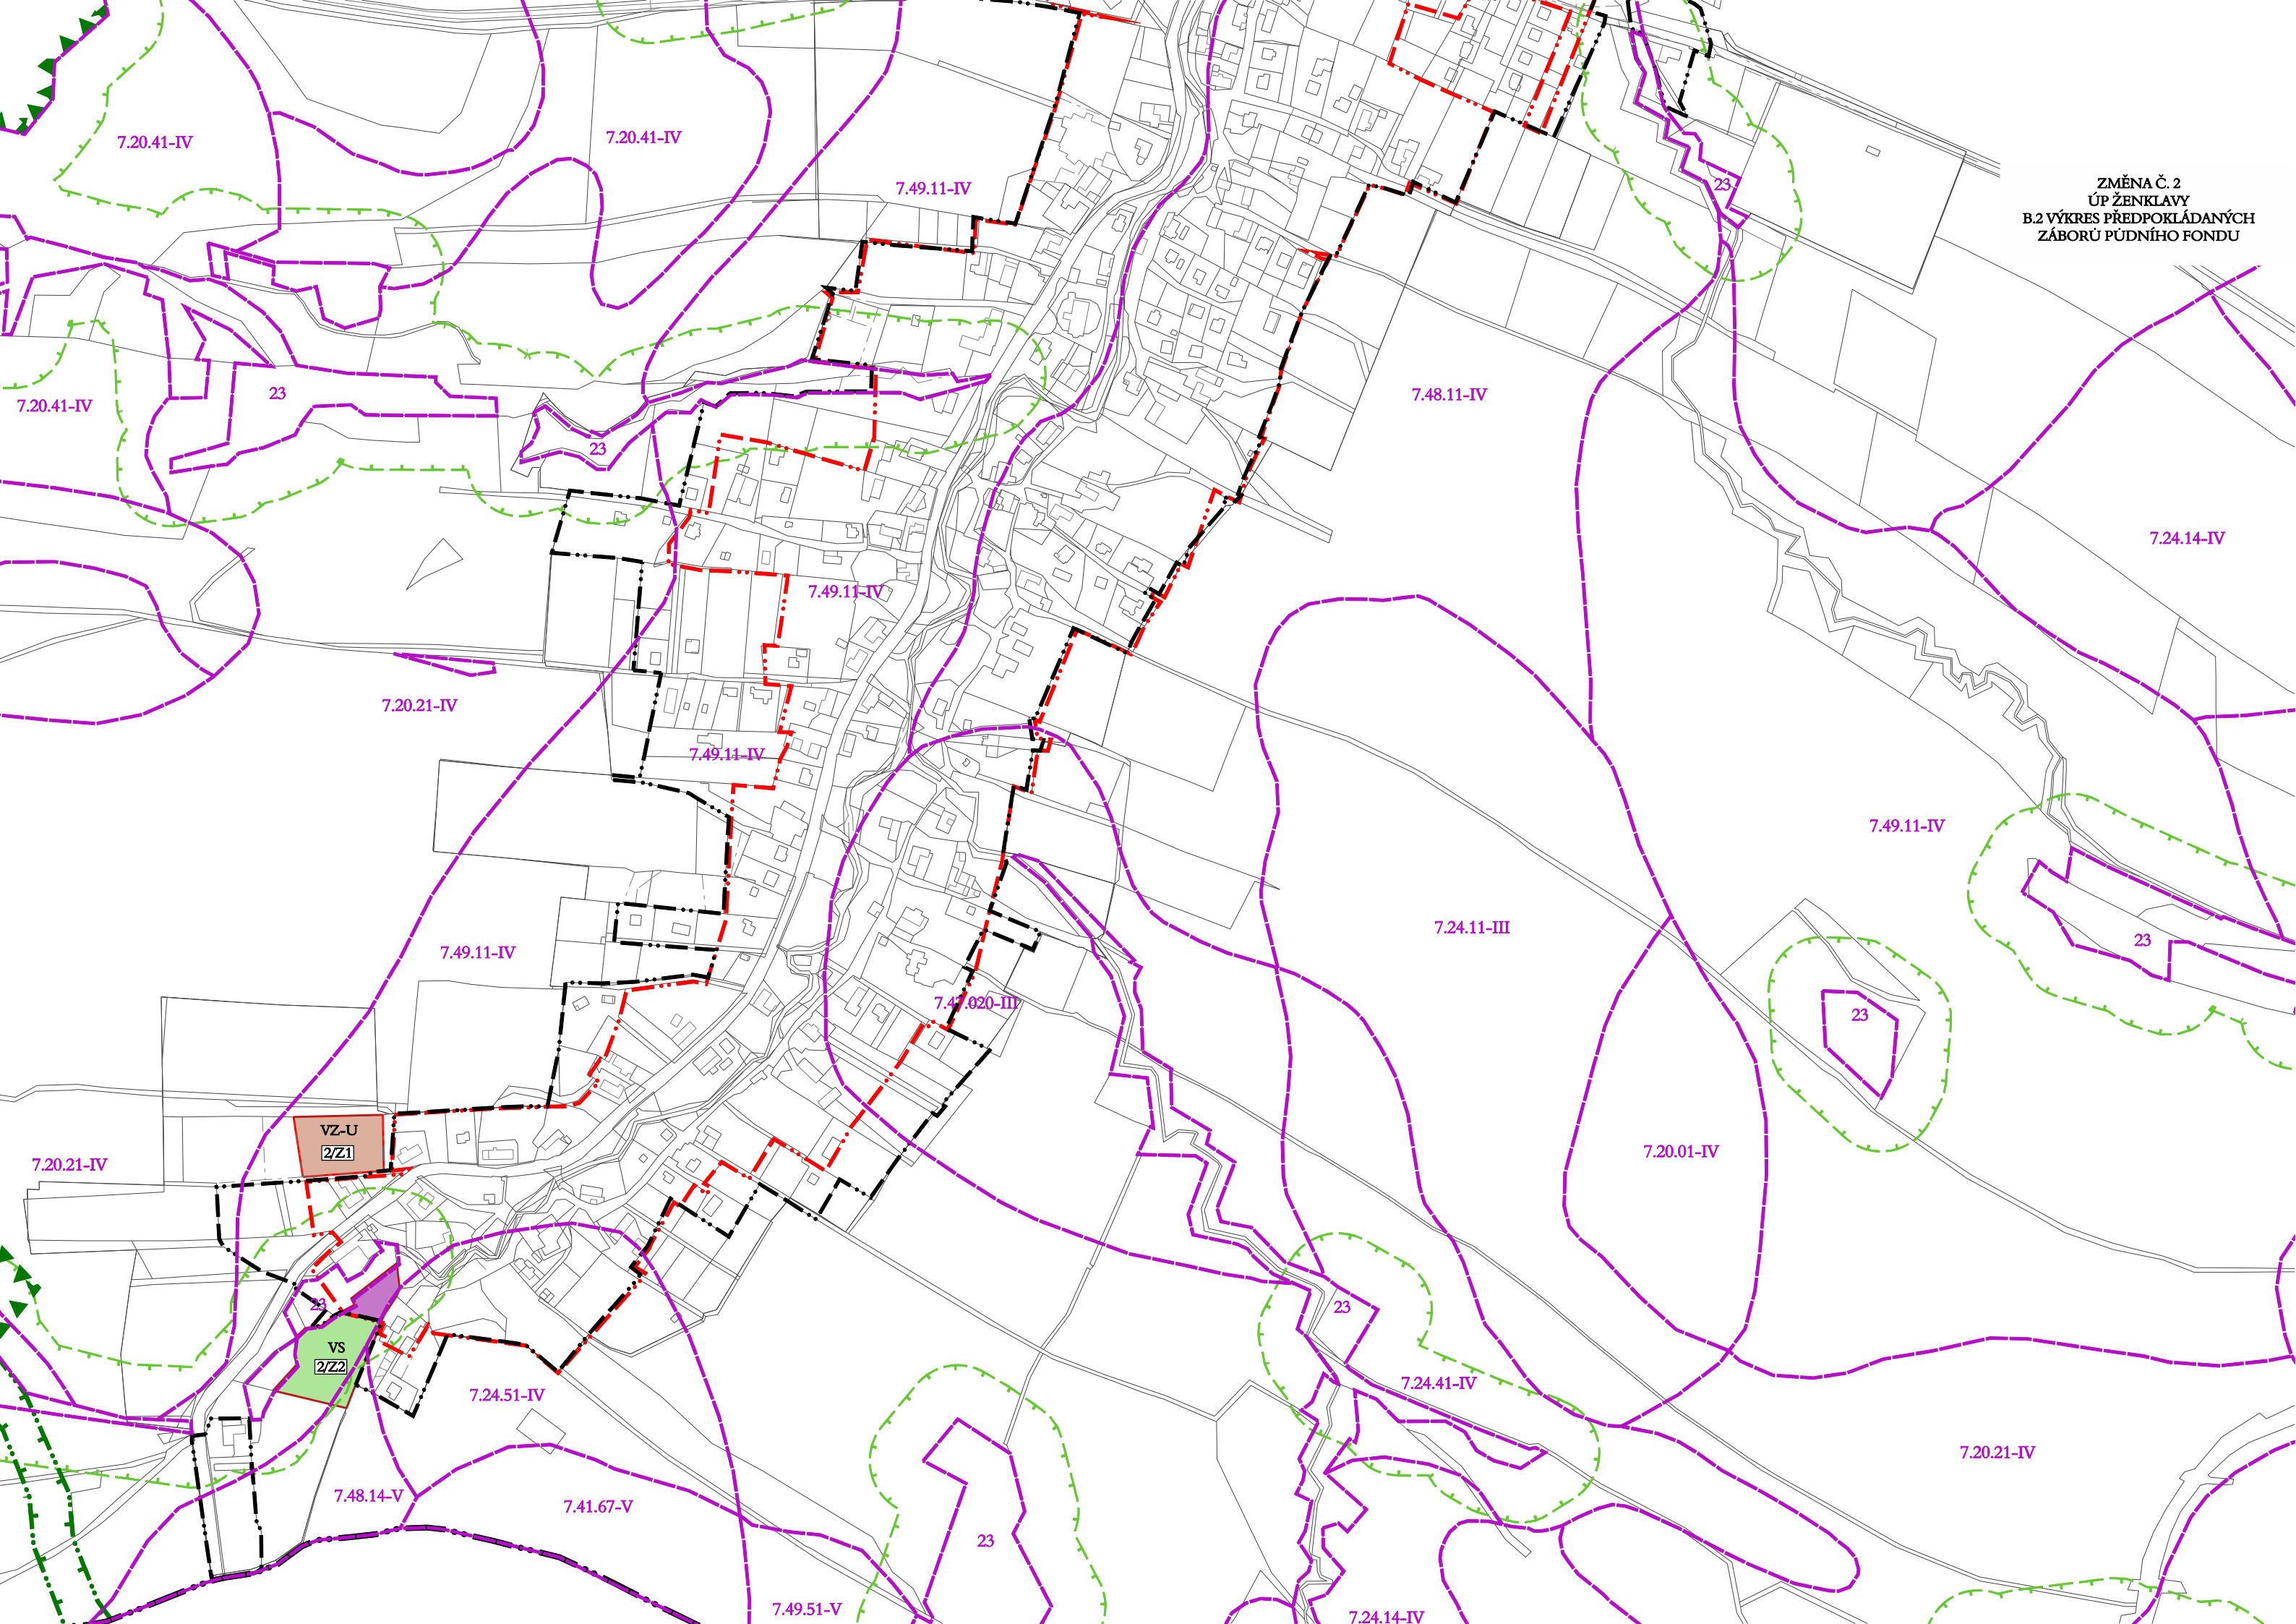 7.20.41-IV
7.20.41-IV
7.49.11-IV
23
ZMĚNA Č. 2
ÚP ŽENKLAVY
B.2 VÝKRES PŘEDPOKLÁDANÝCH
ZÁBORŮ PŮDNÍHO FONDU
7.20.41-IV
23
23
7.48.11-IV
7.24.14-IV
7.49.11-IV
7.20.21-IV
7.49.11-IV
7.49.11-IV
7.49.11-IV
7.24.11-III
23
7.47.020-III
23
VZ-U
2/Z1
7.20.21-IV
7.20.01-IV
23
23
VS
2/Z2
7.24.51-IV
7.24.41-IV
7.20.21-IV
7.48.14-V
7.41.67-V
23
7.49.51-V
7.24.14-IV